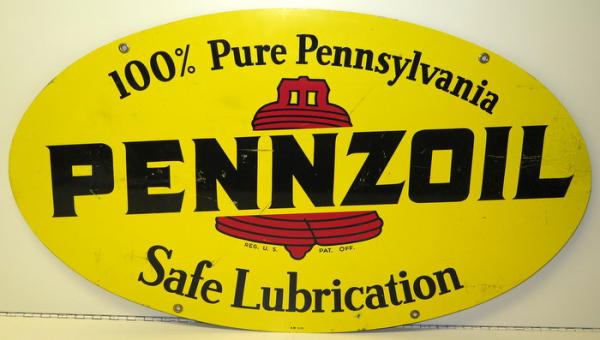 100% Pure Pennsylvania
PENNZOIL
REG. U. S. PAT. OFF.
Safe Lubrication